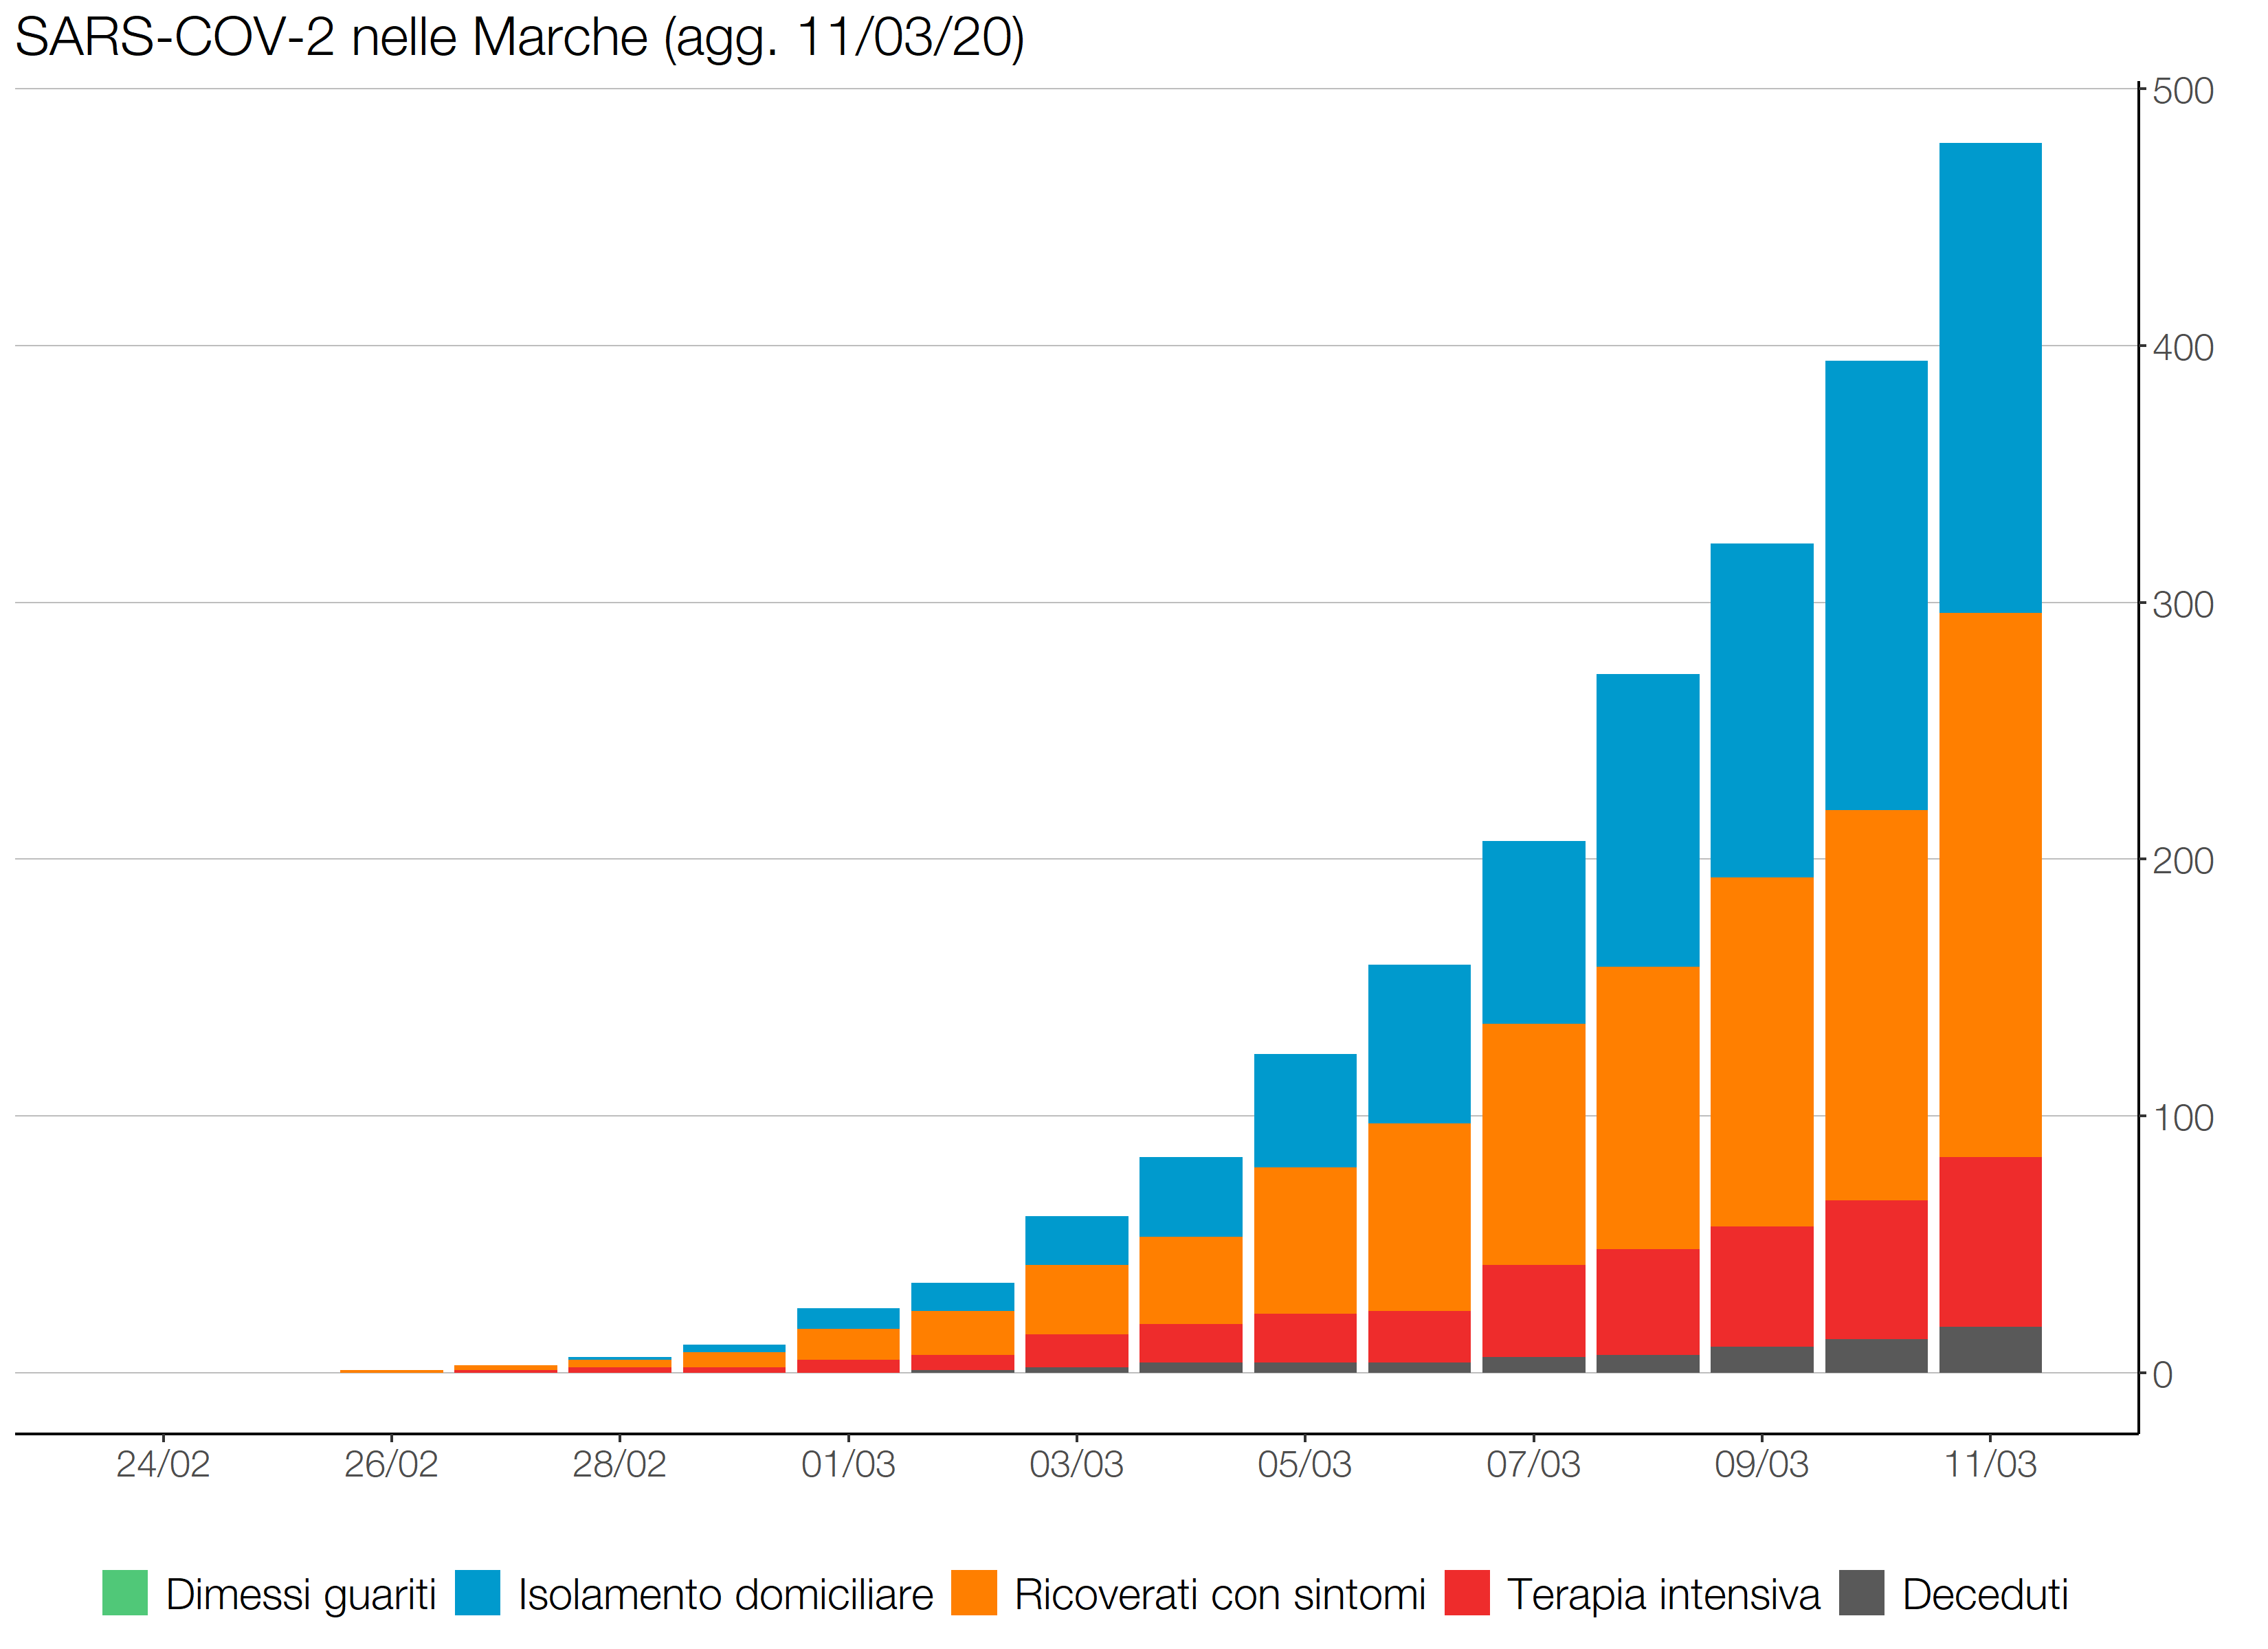 SARS-COV-2 nelle Marche (agg. 11/03/20)
500
400
300
200
100
0
24/02 26/02 28/02 01/03 03/03 05/03 07/03 09/03 11/03
Dimessi guariti Isolamento domiciliare Ricoverati con sintomi Terapia intensiva Deceduti